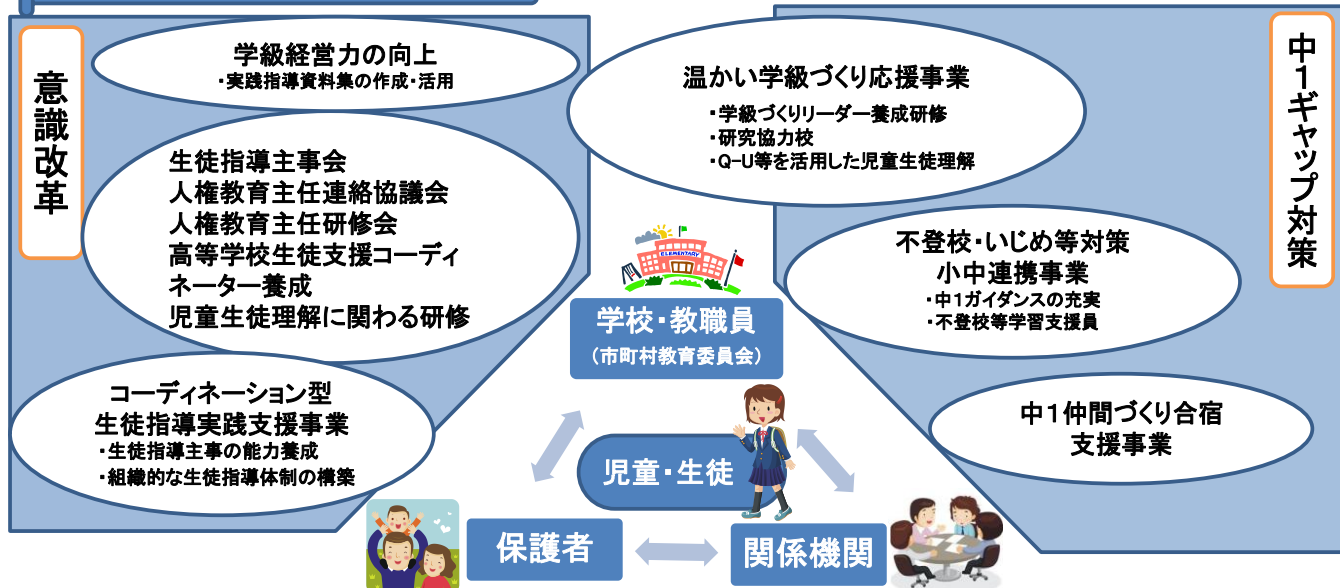 意識改革
学級経営力の向上
・実践指導資料集の作成・活用
生徒指導主事会
人権教育主任連絡協議会
人権教育主任研修会
高等学校生徒支援コーディ
ネーター養成
児童生徒理解に関わる研修
コーディネーション型
生徒指導実践支援事業
・生徒指導主事の能力養成
・組織的な生徒指導体制の構築
温かい学級づくり応援事業
・学級づくりリーダー養成研修
・研究協力校
・Q-U等を活用した児童生徒理解
中1ギャップ対策
不登校・いじめ等対策
小中連携事業
・中1ガイダンスの充実
・不登校等学習支援員
中1仲間づくり合宿
支援事業
ELEMENTARY
学校・教職員
（市町村教育委員会）
児童・生徒
保護者
関係機関